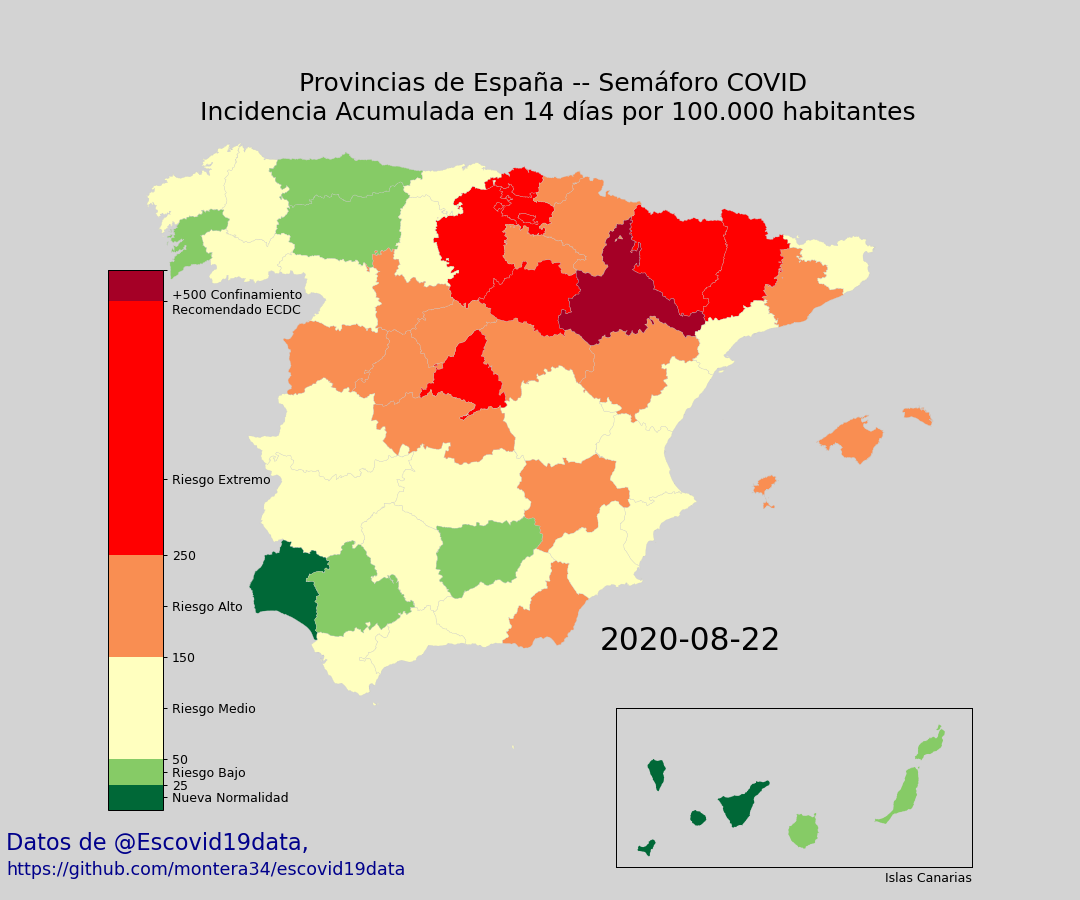 Provincias de España -- Semáforo COVID
Incidencia Acumulada en 14 días por 100.000 habitantes
+500 Confinamiento
Recomendado ECDC
Riesgo Extremo
250
Riesgo Alto
150
Riesgo Medio
50
Riesgo Bajo
25
Nueva Normalidad
2020-08-22
Islas Canarias
Datos de @Escovid19data,
https://github.com/montera34/escovid19data